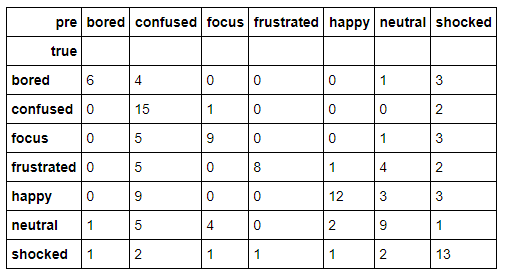 pre bored confused focus frustrated happy neutral shocked
true
bored 6 4 0 0 0 1 3
confused 0 15 1 0 0 0 2
focus 0 5 9 0 0 1 3
frustrated 0 5 0 8 1 4 2
happy 0 9 0 0 12 3 3
neutral 1 5 4 0 2 9 1
shocked 1 2 1 1 1 2 13